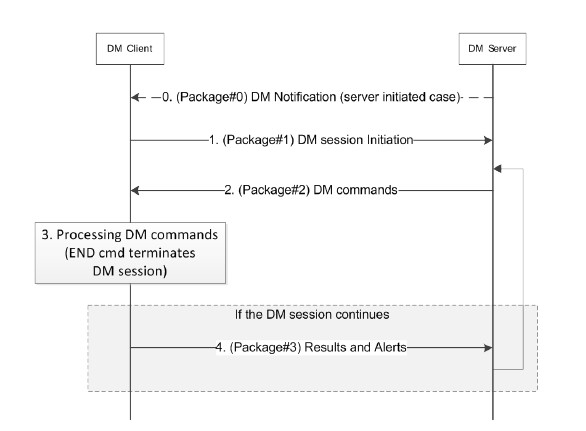 DM Client
DM Server
0. (Package#0) DM Notification (server initiated case)
1. (Package#1) DM session Initiation
2. (Package#2) DM commands
3. Processing DM commands
(END cmd terminates
DM session)
If the DM session continues
4. (Package#3) Results and Alerts